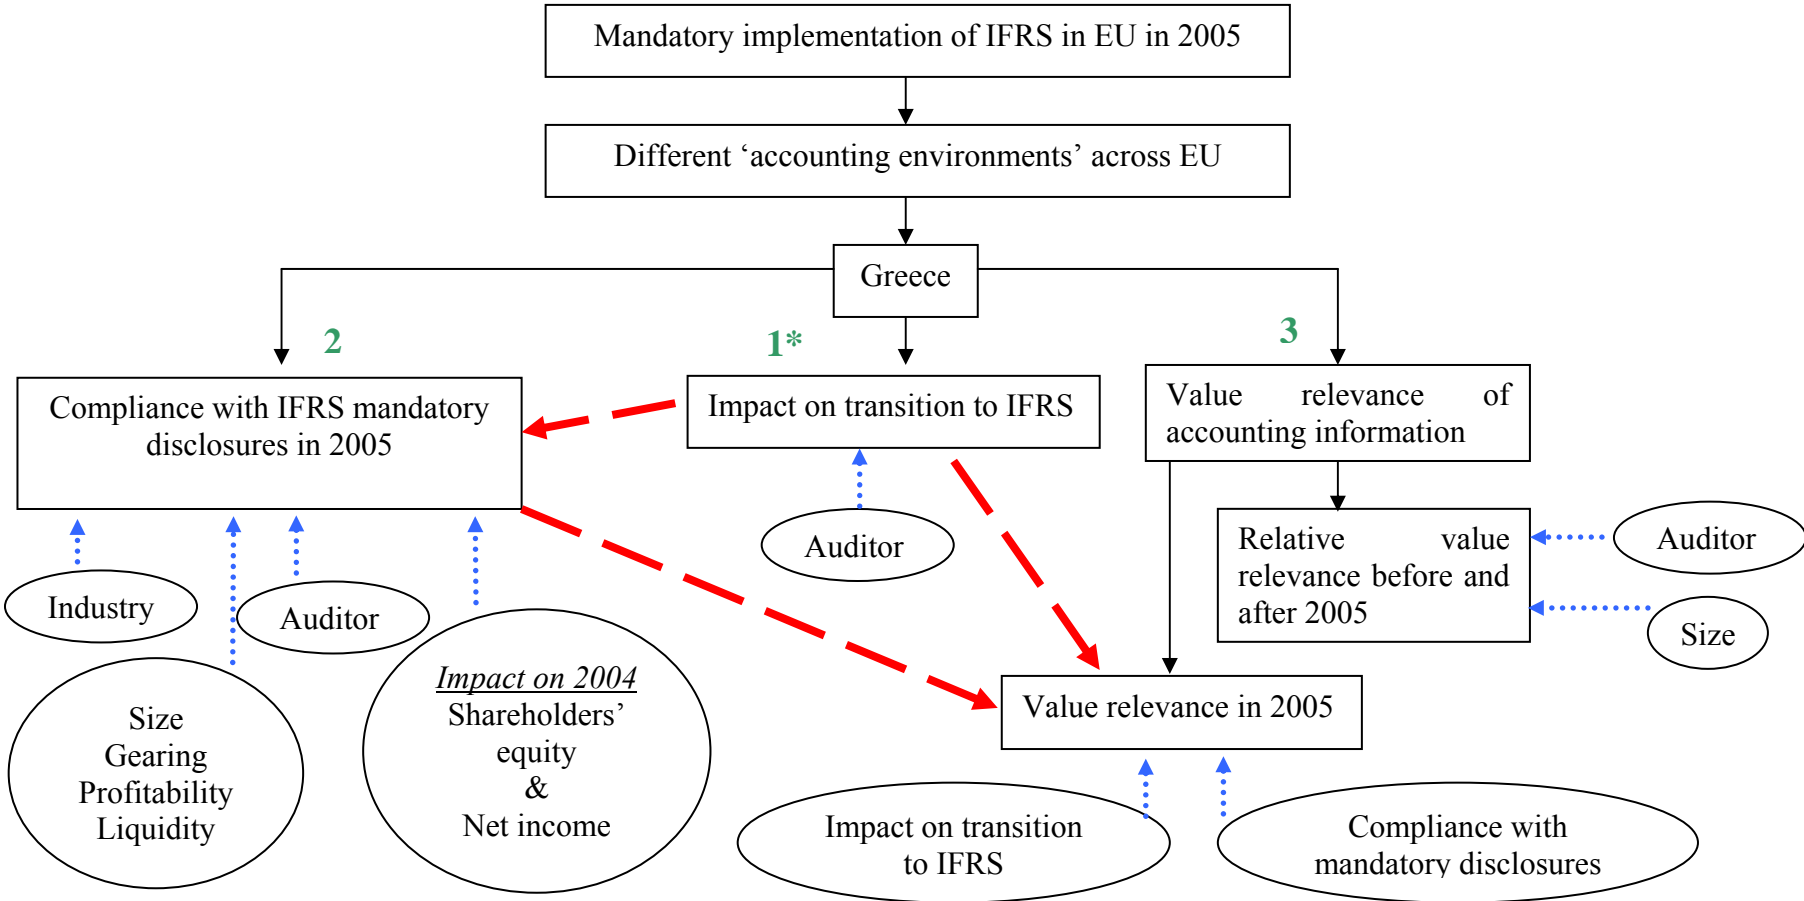 Mandatory implementation of IFRS in EU in 2005
Different ‘accounting environments’ across EU
Greece
2
1*
3
Compliance with IFRS mandatory
disclosures in 2005
Impact on transition to IFRS
Value relevance of
accounting information
Auditor
Relative value
relevance before and
after 2005
Auditor
Size
Industry
Auditor
Size
Gearing
Profitability
Liquidity
Impact on 2004
Shareholders’
equity
&
Net income
Value relevance in 2005
Impact on transition
to IFRS
Compliance with
mandatory disclosures